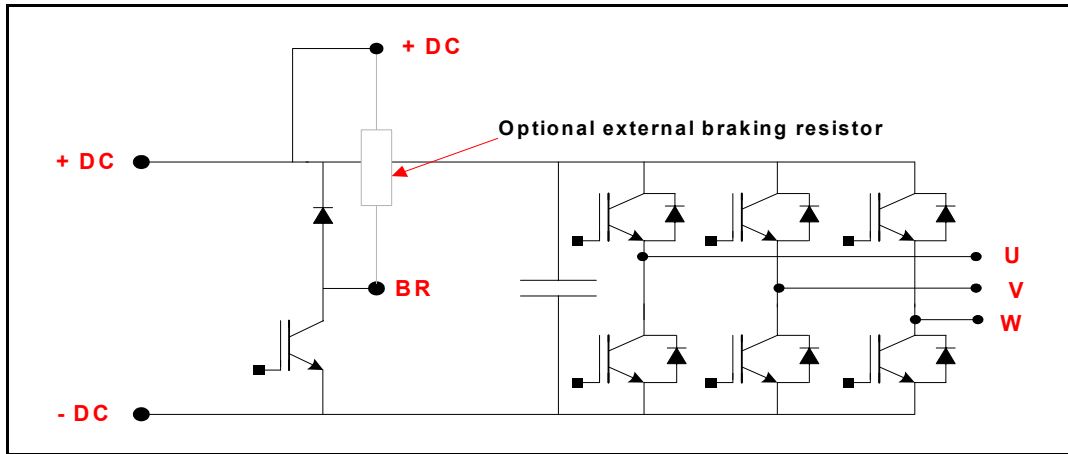 + DC
Optional external braking resistor
+ DC
U
BR
V
W
- DC